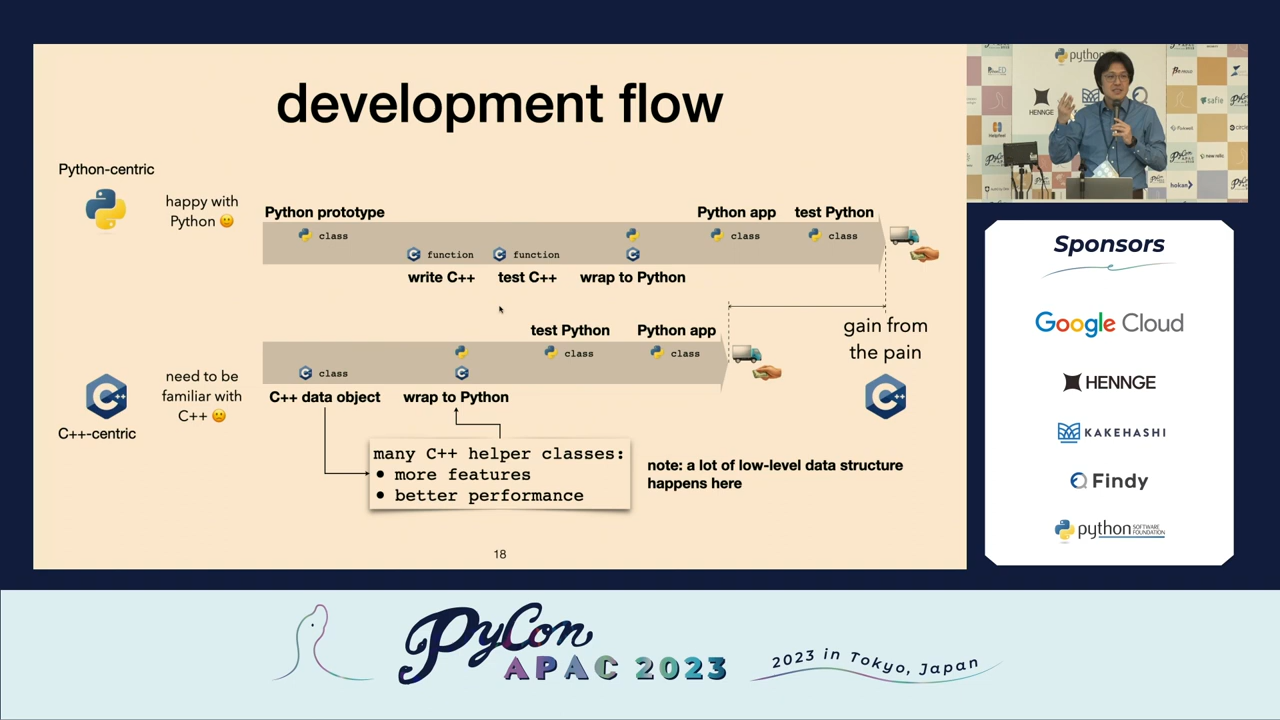 development flow
Python-centric
happy with
Python
Python prototype
Python app
test Python
class
class
class
function
function
write C++
test C++
wrap to Python
test Python
Python app
gain from
the pain
class
class
class
need to be
familiar with
C++
C++ data object
wrap to Python
C++-centric
many C++ helper classes:
• more features
• better performance
note: a lot of low-level data structure
happens here
18
python
HENNGE
safie
hokan
Sponsors
Google Cloud
HENNGE
KAKEHASHI
Findy
python SOFTWARE FOUNDATION
PyCon
APAC 2023
2023 in Tokyo, Japan